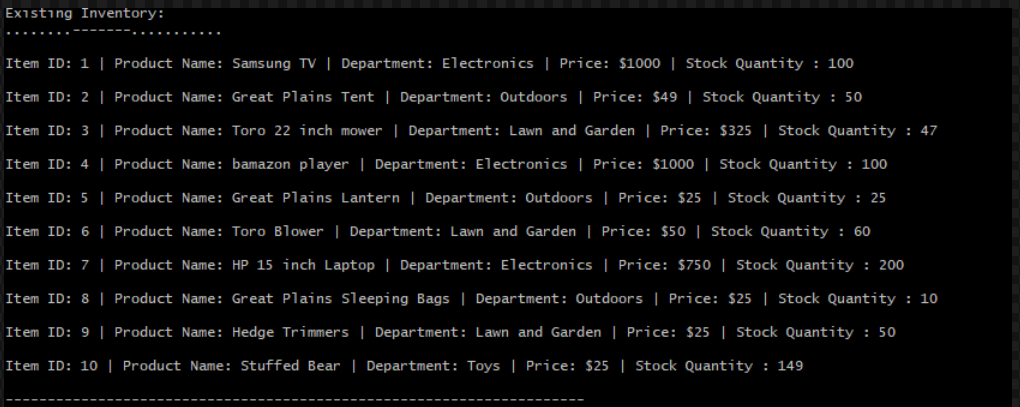 Existing Inventory:
........-------...........
Item ID: 1 | Product Name: Samsung TV | Department: Electronics | Price: $1000 | Stock Quantity : 100
Item ID: 2 | Product Name: Great Plains Tent | Department: Outdoors | Price: $49 | Stock Quantity : 50
Item ID: 3 | Product Name: Toro 22 inch mower | Department: Lawn and Garden | Price: $325 | Stock Quantity : 47
Item ID: 4 | Product Name: bamazon player | Department: Electronics | Price: $1000 | Stock Quantity : 100
Item ID: 5 | Product Name: Great Plains Lantern | Department: Outdoors | Price: $25 | Stock Quantity : 25
Item ID: 6 | Product Name: Toro Blower | Department: Lawn and Garden | Price: $50 | Stock Quantity : 60
Item ID: 7 | Product Name: HP 15 inch Laptop | Department: Electronics | Price: $750 | Stock Quantity : 200
Item ID: 8 | Product Name: Great Plains Sleeping Bags | Department: Outdoors | Price: $25 | Stock Quantity : 10
Item ID: 9 | Product Name: Hedge Trimmers | Department: Lawn and Garden | Price: $25 | Stock Quantity : 50
Item ID: 10 | Product Name: Stuffed Bear | Department: Toys | Price: $25 | Stock Quantity : 149
---------------------------------------------------------------------